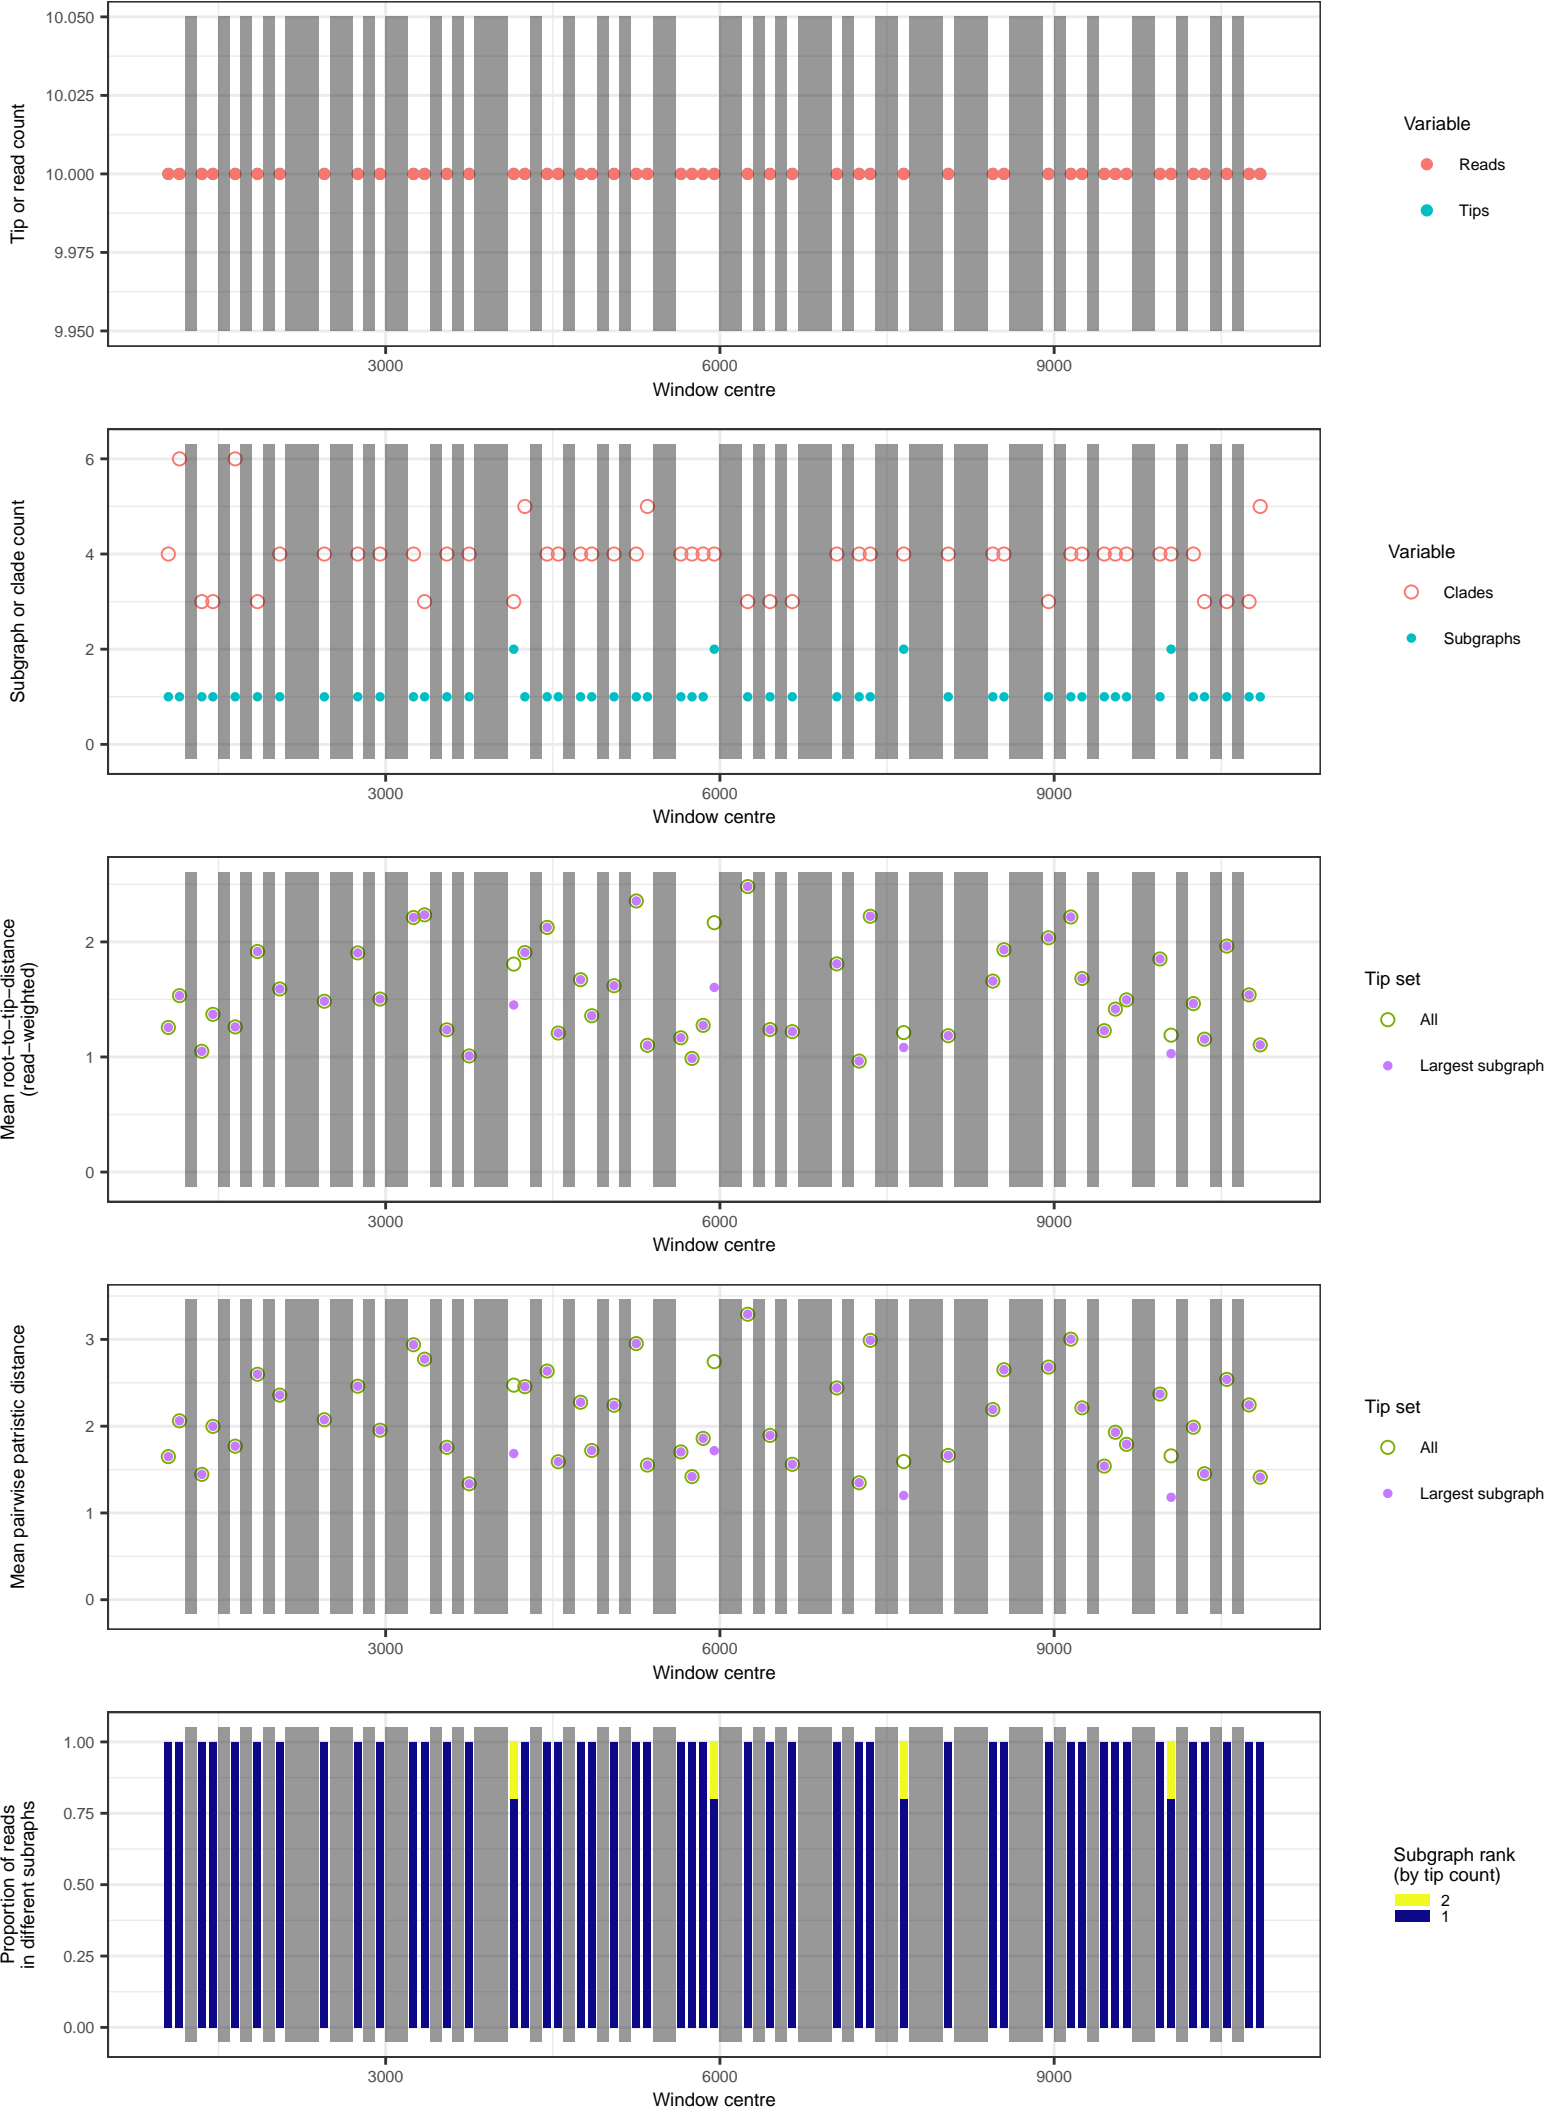 10.050
10.025
10.000
9.975
9.950
Tip or read count
3000
6000
9000
Window centre
Variable
Reads
Tips
6
4
2
0
Subgraph or clade count
3000
6000
9000
Window centre
Variable
Clades
Subgraphs
2
1
0
Mean root−to−tip−distance
(read−weighted)
3000
6000
9000
Window centre
Tip set
All
Largest subgraph
3
2
1
0
Mean pairwise patristic distance
3000
6000
9000
Window centre
Tip set
All
Largest subgraph
1.00
0.75
0.50
0.25
0.00
Proportion of reads
in different subraphs
3000
6000
9000
Window centre
Subgraph rank
(by tip count)
2
1